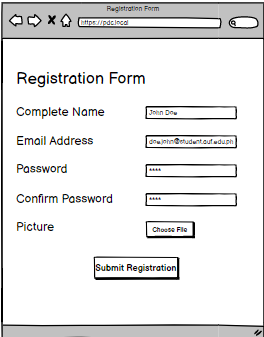 Registration Form
https://pdc.local
Registration Form
Complete Name
John Doe
Email Address
doe.john@student.auf.edu.ph
Password
****
Confirm Password
****
Picture
Choose File
Submit Registration